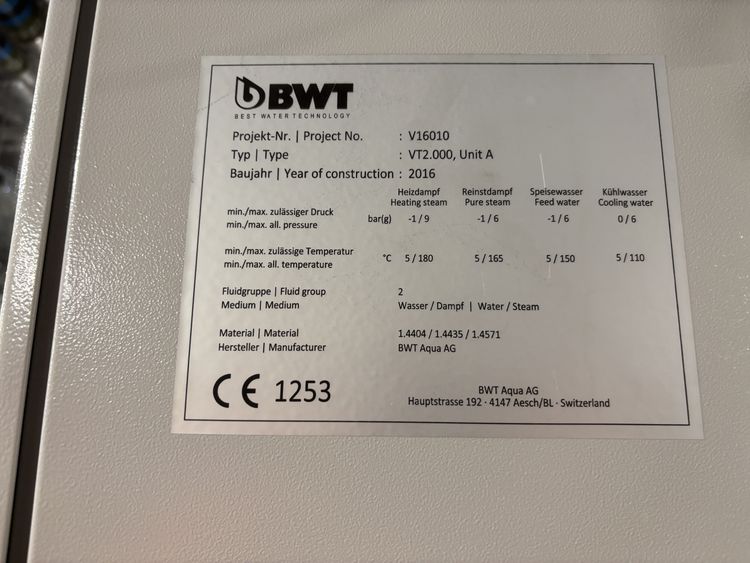 BWT
BEST WATER TECHNOLOGY
Projekt-Nr. | Project No. : V16010
Typ | Type : VT2.000, Unit A
Baujahr | Year of construction : 2016
Heizdampf Reinstdampf Speisewasser Kühlwasser
Heating steam Pure steam Feed water Cooling water
min./max. zulässiger Druck
min./max. all. pressure bar(g) -1/9 -1/6 -1/6 0/6
min./max. zulässige Temperatur
min./max. all. temperature °C 5/180 5/165 5/150 5/110
Fluidgruppe | Fluid group 2
Medium | Medium Wasser/Dampf | Water/Steam
Material | Material 1.4404/1.4435/1.4571
Hersteller | Manufacturer BWT Aqua AG
CE 1253
BWT Aqua AG
Hauptstrasse 192 · 4147 Aesch/BL · Switzerland